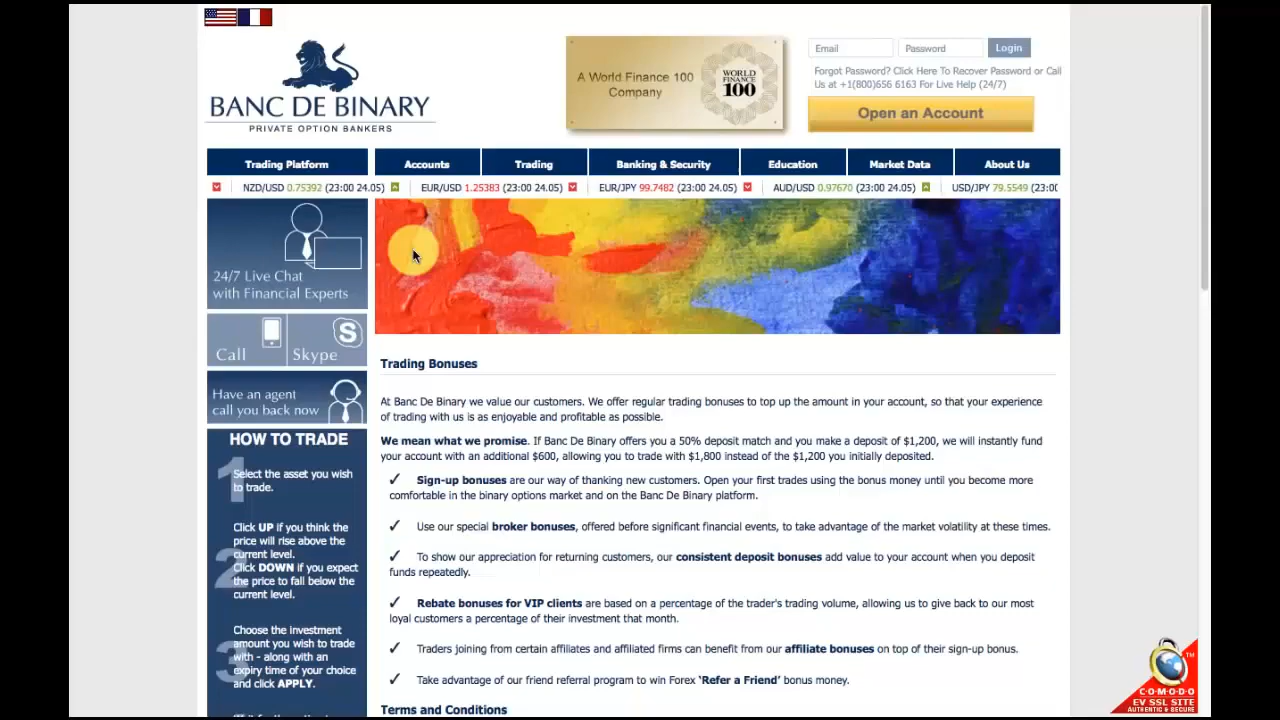 BANC DE BINARY
PRIVATE OPTION BANKERS
A World Finance 100
Company
WORLD
FINANCE
100
Email
Password
Login
Forgot Password? Click Here To Recover Password or Call
Us at +1(800)656 6163 For Live Help (24/7)
Open an Account
Trading Platform
Accounts
Trading
Banking & Security
Education
Market Data
About Us
NZD/USD 0.75392 (23:00 24.05)
EUR/USD 1.25383 (23:00 24.05)
EUR/JPY 99.7482 (23:00 24.05)
AUD/USD 0.97670 (23:00 24.05)
USD/JPY 79.5549 (23:00
24/7 Live Chat
with Financial Experts
Call
Skype
Have an agent
call you back now
HOW TO TRADE
1
Select the asset you wish
to trade.
2
Click UP if you think the
price will rise above the
current level.
Click DOWN if you expect
the price to fall below the
current level.
3
Choose the investment
amount you wish to trade
with - along with an
expiry time of your choice
and click APPLY.
Trading Bonuses
At Banc De Binary we value our customers. We offer regular trading bonuses to top up the amount in your account, so that your experience
of trading with us is as enjoyable and profitable as possible.
We mean what we promise. If Banc De Binary offers you a 50% deposit match and you make a deposit of $1,200, we will instantly fund
your account with an additional $600, allowing you to trade with $1,800 instead of the $1,200 you initially deposited.
✓ Sign-up bonuses are our way of thanking new customers. Open your first trades using the bonus money until you become more
comfortable in the binary options market and on the Banc De Binary platform.
✓ Use our special broker bonuses, offered before significant financial events, to take advantage of the market volatility at these times.
✓ To show our appreciation for returning customers, our consistent deposit bonuses add value to your account when you deposit
funds repeatedly.
✓ Rebate bonuses for VIP clients are based on a percentage of the trader's trading volume, allowing us to give back to our most
loyal customers a percentage of their investment that month.
✓ Traders joining from certain affiliates and affiliated firms can benefit from our affiliate bonuses on top of their sign-up bonus.
✓ Take advantage of our friend referral program to win Forex 'Refer a Friend' bonus money.
Terms and Conditions
TM
COMODO
EV SSL SITE
AUTHENTIC & SECURE